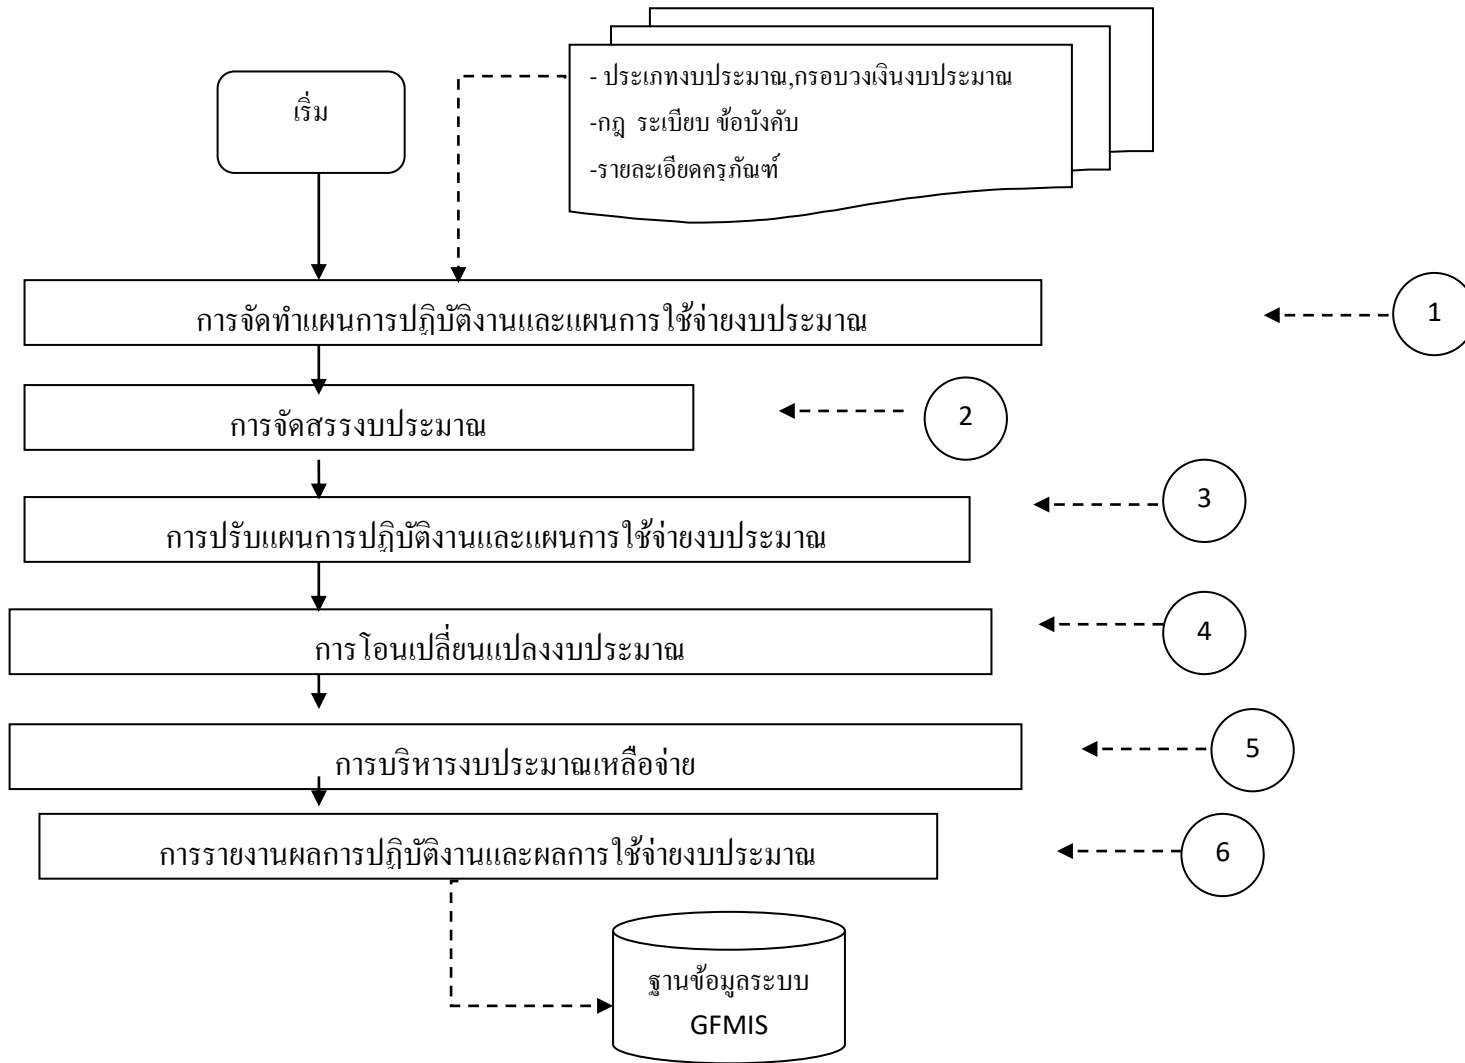 เริ่ม
- ประเภทงบประมาณ,กรอบวงเงินงบประมาณ
-กฎ ระเบียบ ข้อบังคับ
-รายละเอียดครุภัณฑ์
การจัดทำแผนการปฏิบัติงานและแผนการใช้จ่ายงบประมาณ
1
การจัดสรรงบประมาณ
2
การปรับแผนการปฏิบัติงานและแผนการใช้จ่ายงบประมาณ
3
การโอนเปลี่ยนแปลงงบประมาณ
4
การบริหารงบประมาณเหลือจ่าย
5
การรายงานผลการปฏิบัติงานและผลการใช้จ่ายงบประมาณ
6
ฐานข้อมูลระบบ
GFMIS